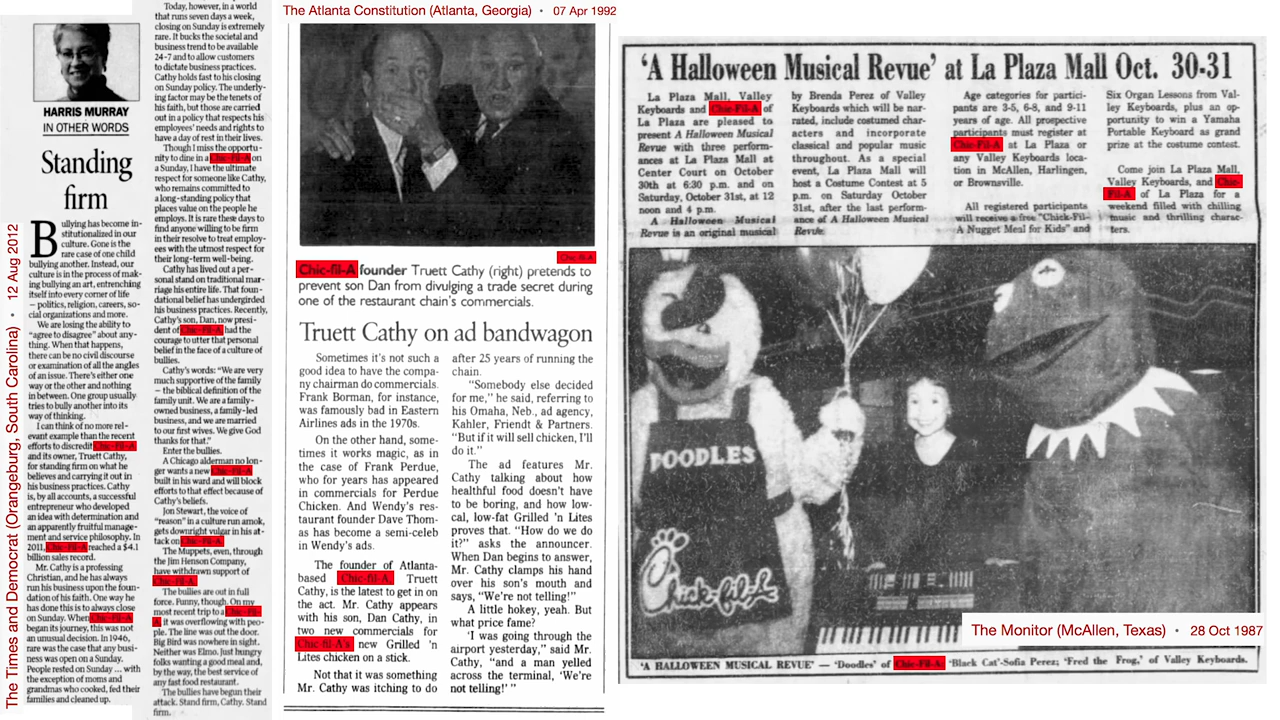 The Times and Democrat (Orangeburg, South Carolina) • 12 Aug 2012
HARRIS MURRAY
IN OTHER WORDS
Standing
firm
Bullying has become in-
stitutionalized in our
culture. Gone is the
rare case of one child
bullying another. Instead, our
culture is in the process of mak-
ing bullying an art, entrenching
itself into every corner of life
– politics, religion, careers, so-
cial organizations and more.
We are losing the ability to
“agree to disagree” about any-
thing. When that happens,
there can be no civil discourse
or examination of all the angles
of an issue. There's either one
way or the other and nothing
in between. One group usually
tries to bully another into its
way of thinking.
I can think of no more rel-
evant example than the recent
efforts to discredit Chic-fil-A
and its owner, Truett Cathy,
for standing firm on what he
believes and carrying it out in
his business practices. Cathy
is, by all accounts, a successful
entrepreneur who developed
an idea with determination and
an apparently fruitful manage-
ment and service philosophy. In
2011, Chic-fil-A reached a $4.1
billion sales record.
Mr. Cathy is a professing
Christian, and he has always
run his business upon the foun-
dation of his faith. One way he
has done this is to always close
on Sunday. When Chic-fil-A
began its journey, this was not
an unusual decision. In 1946,
rare was the case that any busi-
ness was open on a Sunday.
People rested on Sunday ... with
the exception of moms and
grandmas who cooked, fed their
families and cleaned up.
Today, however, in a world
that runs seven days a week,
closing on Sunday is extremely
rare. It bucks the societal and
business trend to be available
24-7 and to allow customers
to dictate business practices.
Cathy holds fast to his closing
on Sunday policy. The underly-
ing factor may be the tenets of
his faith, but those are carried
out in a policy that respects his
employees' needs and rights to
have a day of rest in their lives.
Though I miss the opportu-
nity to dine in a Chic-fil-A on
a Sunday, I have the ultimate
respect for someone like Cathy,
who remains committed to
a long-standing policy that
places value on the people he
employs. It is rare these days to
find anyone willing to be firm
in their resolve to treat employ-
ees with the utmost respect for
their long-term well-being.
Cathy has lived out a per-
sonal stand on traditional mar-
riage his entire life. That foun-
dational belief has undergirded
his business practices. Recently,
Cathy's son, Dan, now presi-
dent of Chic-fil-A had the
courage to utter that personal
belief in the face of a culture of
bullies.
Cathy's words: “We are very
much supportive of the family
– the biblical definition of the
family unit. We are a family-
owned business, a family-led
business, and we are married
to our first wives. We give God
thanks for that.”
Enter the bullies.
A Chicago alderman no lon-
ger wants a new Chic-fil-A
built in his ward and will block
efforts to that effect because of
Cathy's beliefs.
Jon Stewart, the voice of
“reason” in a culture run amok,
gets downright vulgar in his at-
tack on Chic-fil-A.
The Muppets, even, through
the Jim Henson Company,
have withdrawn support of
Chic-fil-A.
The bullies are out in full
force. Funny, though. On my
most recent trip to a Chic-fil-
A, it was overflowing with peo-
ple. The line was out the door.
Big Bird was nowhere in sight.
Neither was Elmo. Just hungry
folks wanting a good meal and,
by the way, the best service of
any fast food restaurant.
The bullies have begun their
attack. Stand firm, Cathy. Stand
firm.
The Atlanta Constitution (Atlanta, Georgia) • 07 Apr 1992
Chic-fil-A
Chic-fil-A founder Truett Cathy (right) pretends to
prevent son Dan from divulging a trade secret during
one of the restaurant chain's commercials.
Truett Cathy on ad bandwagon
Sometimes it's not such a
good idea to have the compa-
ny chairman do commercials.
Frank Borman, for instance,
was famously bad in Eastern
Airlines ads in the 1970s.
On the other hand, some-
times it works magic, as in
the case of Frank Perdue,
who for years has appeared
in commercials for Perdue
Chicken. And Wendy's res-
taurant founder Dave Thom-
as has become a semi-celeb
in Wendy's ads.
The founder of Atlanta-
based Chic-fil-A, Truett
Cathy, is the latest to get in on
the act. Mr. Cathy appears
with his son, Dan Cathy, in
two new commercials for
Chic-fil-A's new Grilled 'n
Lites chicken on a stick.
Not that it was something
Mr. Cathy was itching to do
after 25 years of running the
chain.
“Somebody else decided
for me,” he said, referring to
his Omaha, Neb., ad agency,
Kahler, Friendt & Partners.
“But if it will sell chicken, I'll
do it.”
The ad features Mr.
Cathy talking about how
healthful food doesn't have
to be boring, and how low-
cal, low-fat Grilled 'n Lites
proves that. “How do we do
it?” asks the announcer.
When Dan begins to answer,
Mr. Cathy clamps his hand
over his son's mouth and
says, “We're not telling!”
A little hokey, yeah. But
what price fame?
‘I was going through the
airport yesterday,” said Mr.
Cathy, “and a man yelled
across the terminal, ‘We're
not telling!’ ”
‘A Halloween Musical Revue’ at La Plaza Mall Oct. 30-31
La Plaza Mall, Valley
Keyboards and Chic-Fil-A of
La Plaza are pleased to
present A Halloween Musical
Revue with three perform-
ances at La Plaza Mall at
Center Court on October
30th at 6:30 p.m. and on
Saturday, October 31st, at 12
noon and 4 p.m.
A Halloween Musical
Revue is an original musical
by Brenda Perez of Valley
Keyboards which will be nar-
rated, include costumed char-
acters and incorporate
classical and popular music
throughout. As a special
event, La Plaza Mall will
host a Costume Contest at 5
p.m. on Saturday October
31st, after the last perform-
ance of A Halloween Musical
Revue.
Age categories for partici-
pants are 3-5, 6-8, and 9-11
years of age. All prospective
participants must register at
Chic-Fil-A at La Plaza or
any Valley Keyboards loca-
tion in McAllen, Harlingen,
or Brownsville.
All registered participants
will receive a free “Chick-Fil-
A Nugget Meal for Kids” and
Six Organ Lessons from Val-
ley Keyboards, plus an op-
portunity to win a Yamaha
Portable Keyboard as grand
prize at the costume contest.
Come join La Plaza Mall,
Valley Keyboards, and Chic-
Fil-A of La Plaza for a
weekend filled with chilling
music and thrilling charac-
ters.
DOODLES
Chick-fil-A
The Monitor (McAllen, Texas) • 28 Oct 1987
‘A HALLOWEEN MUSICAL REVUE’ — ‘Doodles’ of Chic-Fil-A, ‘Black Cat’-Sofia Perez; ‘Fred the Frog,’ of Valley Keyboards.